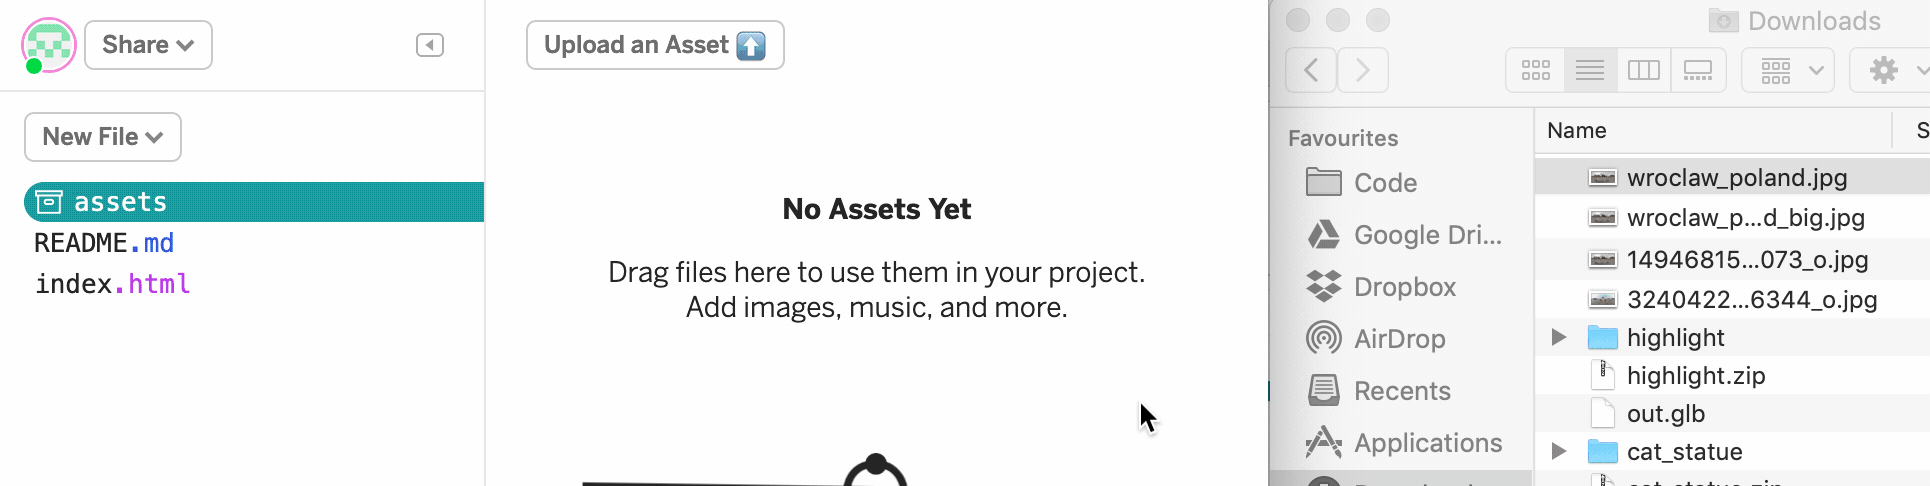 Share
New File
assets
README.md
index.html
Upload an Asset
No Assets Yet
Drag files here to use them in your project.
Add images, music, and more.
Downloads
Favourites
Code
Google Dri...
Dropbox
AirDrop
Recents
Applications
Name
S
wroclaw_poland.jpg
wroclaw_p...d_big.jpg
14946815...073_o.jpg
3240422...6344_o.jpg
highlight
highlight.zip
out.glb
cat_statue